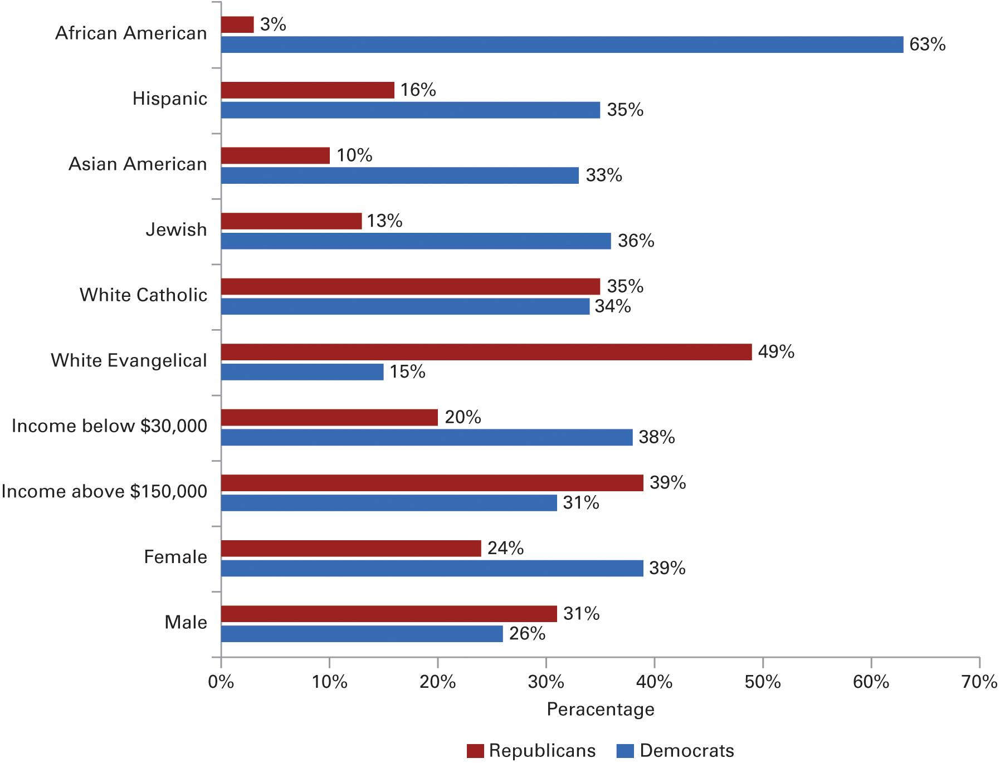 African American
3%
63%
Hispanic
16%
35%
Asian American
10%
33%
Jewish
13%
36%
White Catholic
35%
34%
White Evangelical
49%
15%
Income below $30,000
20%
38%
Income above $150,000
39%
31%
Female
24%
39%
Male
31%
26%
0% 10% 20% 30% 40% 50% 60% 70%
Peracentage
Republicans Democrats